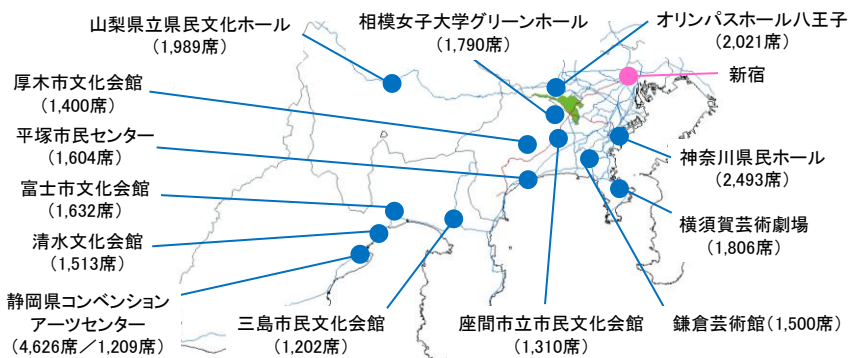 山梨県立県民文化ホール
(1,989席)
相模女子大学グリーンホール
(1,790席)
オリンパスホール八王子
(2,021席)
新宿
厚木市文化会館
(1,400席)
平塚市民センター
(1,604席)
富士市文化会館
(1,632席)
清水文化会館
(1,513席)
静岡県コンベンション
アーツセンター
(4,626席／1,209席)
三島市民文化会館
(1,202席)
座間市立市民文化会館
(1,310席)
鎌倉芸術館(1,500席)
横須賀芸術劇場
(1,806席)
神奈川県民ホール
(2,493席)